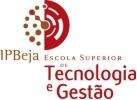 IPBeja ESCOLA SUPERIOR
DE
Tecnologia
e Gestão